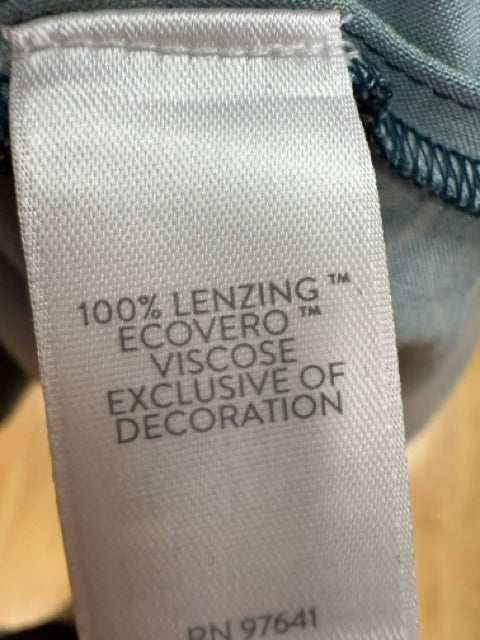 100% LENZING™
ECOVERO™
VISCOSE
EXCLUSIVE OF
DECORATION
RN 97641